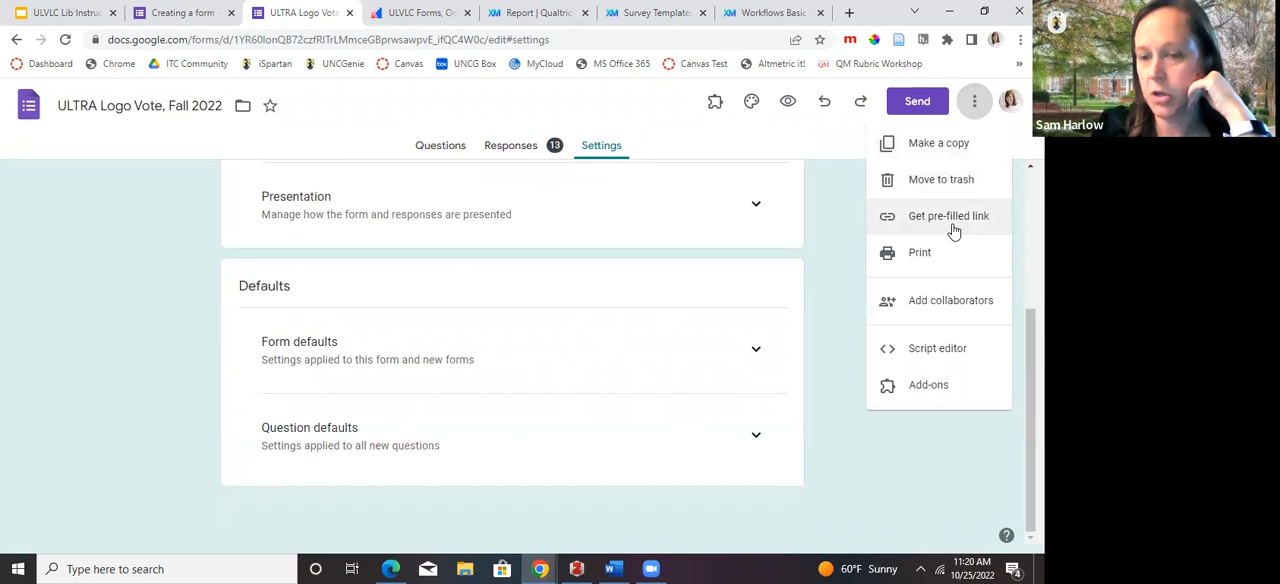 ULVLC Lib Instruc
Creating a form -
ULTRA Logo Vote,
ULVLC Forms, Oc
Report | Qualtric
Survey Template
Workflows Basic
docs.google.com/forms/d/
/edit#settings
Dashboard
Chrome
ITC Community
iSpartan
UNCGenie
Canvas
UNCG Box
MyCloud
MS Office 365
Canvas Test
Altmetric it!
QM Rubric Workshop
»
Sam Harlow
ULTRA Logo Vote, Fall 2022
Send
Questions
Responses 13
Settings
Make a copy
Move to trash
Get pre-filled link
Print
Add collaborators
Script editor
Add-ons
Presentation
Manage how the form and responses are presented
Defaults
Form defaults
Settings applied to this form and new forms
Question defaults
Settings applied to all new questions
Type here to search
60°F Sunny
11:20 AM
10/25/2022
4